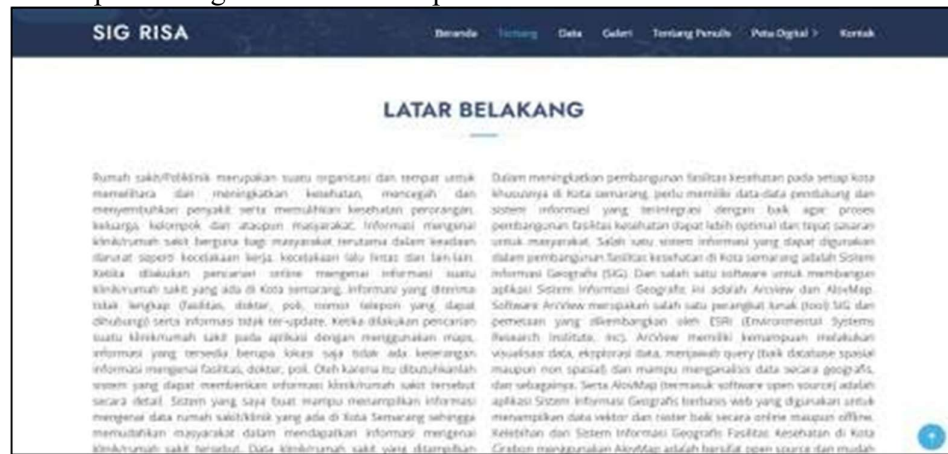 SIG RISA
Beranda Tentang Data Galeri Tentang Penulis Peta Digital Kontak
LATAR BELAKANG
Rumah sakit/Poliklinik merupakan suatu organisasi dan tempat untuk
memelihara dan meningkatkan kesehatan, mencegah dan
menyembuhkan penyakit serta memulihkan kesehatan perorangan,
keluarga, kelompok dan ataupun masyarakat. Informasi mengenai
klinik/rumah sakit berguna bagi masyarakat terutama dalam keadaan
darurat seperti kecelakaan kerja, kecelakaan lalu lintas dan lain-lain.
Ketika dilakukan pencarian online mengenai informasi suatu
klinik/rumah sakit yang ada di Kota semarang, informasi yang diterima
tidak lengkap (fasilitas, dokter, poli, nomor telepon yang dapat
dihubungi) serta informasi tidak ter-update. Ketika dilakukan pencarian
suatu klinik/rumah sakit pada aplikasi dengan menggunakan maps,
informasi yang tersedia berupa lokasi saja tidak ada keterangan
informasi mengenai fasilitas, dokter, poli. Oleh karena itu dibutuhkanlah
sistem yang dapat memberikan informasi klinik/rumah sakit tersebut
secara detail. Sistem yang saya buat mampu menampilkan informasi
mengenai data rumah sakit/klinik yang ada di Kota Semarang sehingga
memudahkan masyarakat dalam mendapatkan informasi mengenai
klinik/rumah sakit tersebut. Data klinik/rumah sakit yang ditampilkan
Dalam meningkatkan pembangunan fasilitas kesehatan pada setiap kota
khususnya di Kota semarang, perlu memiliki data-data pendukung dan
sistem informasi yang terintegrasi dengan baik agar proses
pembangunan fasilitas kesehatan dapat lebih optimal dan tepat sasaran
untuk masyarakat. Salah satu sistem informasi yang dapat digunakan
dalam pembangunan fasilitas kesehatan di Kota semarang adalah Sistem
Informasi Geografis (SIG). Dan salah satu software untuk membangun
aplikasi Sistem Informasi Geografis ini adalah Arcview dan AlovMap.
Software ArcView merupakan salah satu perangkat lunak (tool) SIG dan
pemetaan yang dikembangkan oleh ESRI (Environmental Systems
Research Institute, Inc). ArcView memiliki kemampuan melakukan
visualisasi data, eksplorasi data, menjawab query (baik database spasial
maupun non spasial) dan mampu menganalisis data secara geografis,
dan sebagainya. Serta AlovMap (termasuk software open source) adalah
aplikasi Sistem Informasi Geografis berbasis web yang digunakan untuk
menampilkan data vektor dan raster baik secara online maupun offline.
Kelebihan dari Sistem Informasi Geografis Fasilitas Kesehatan di Kota
Cirebon menggunakan AlovMap adalah bersifat open source dan mudah